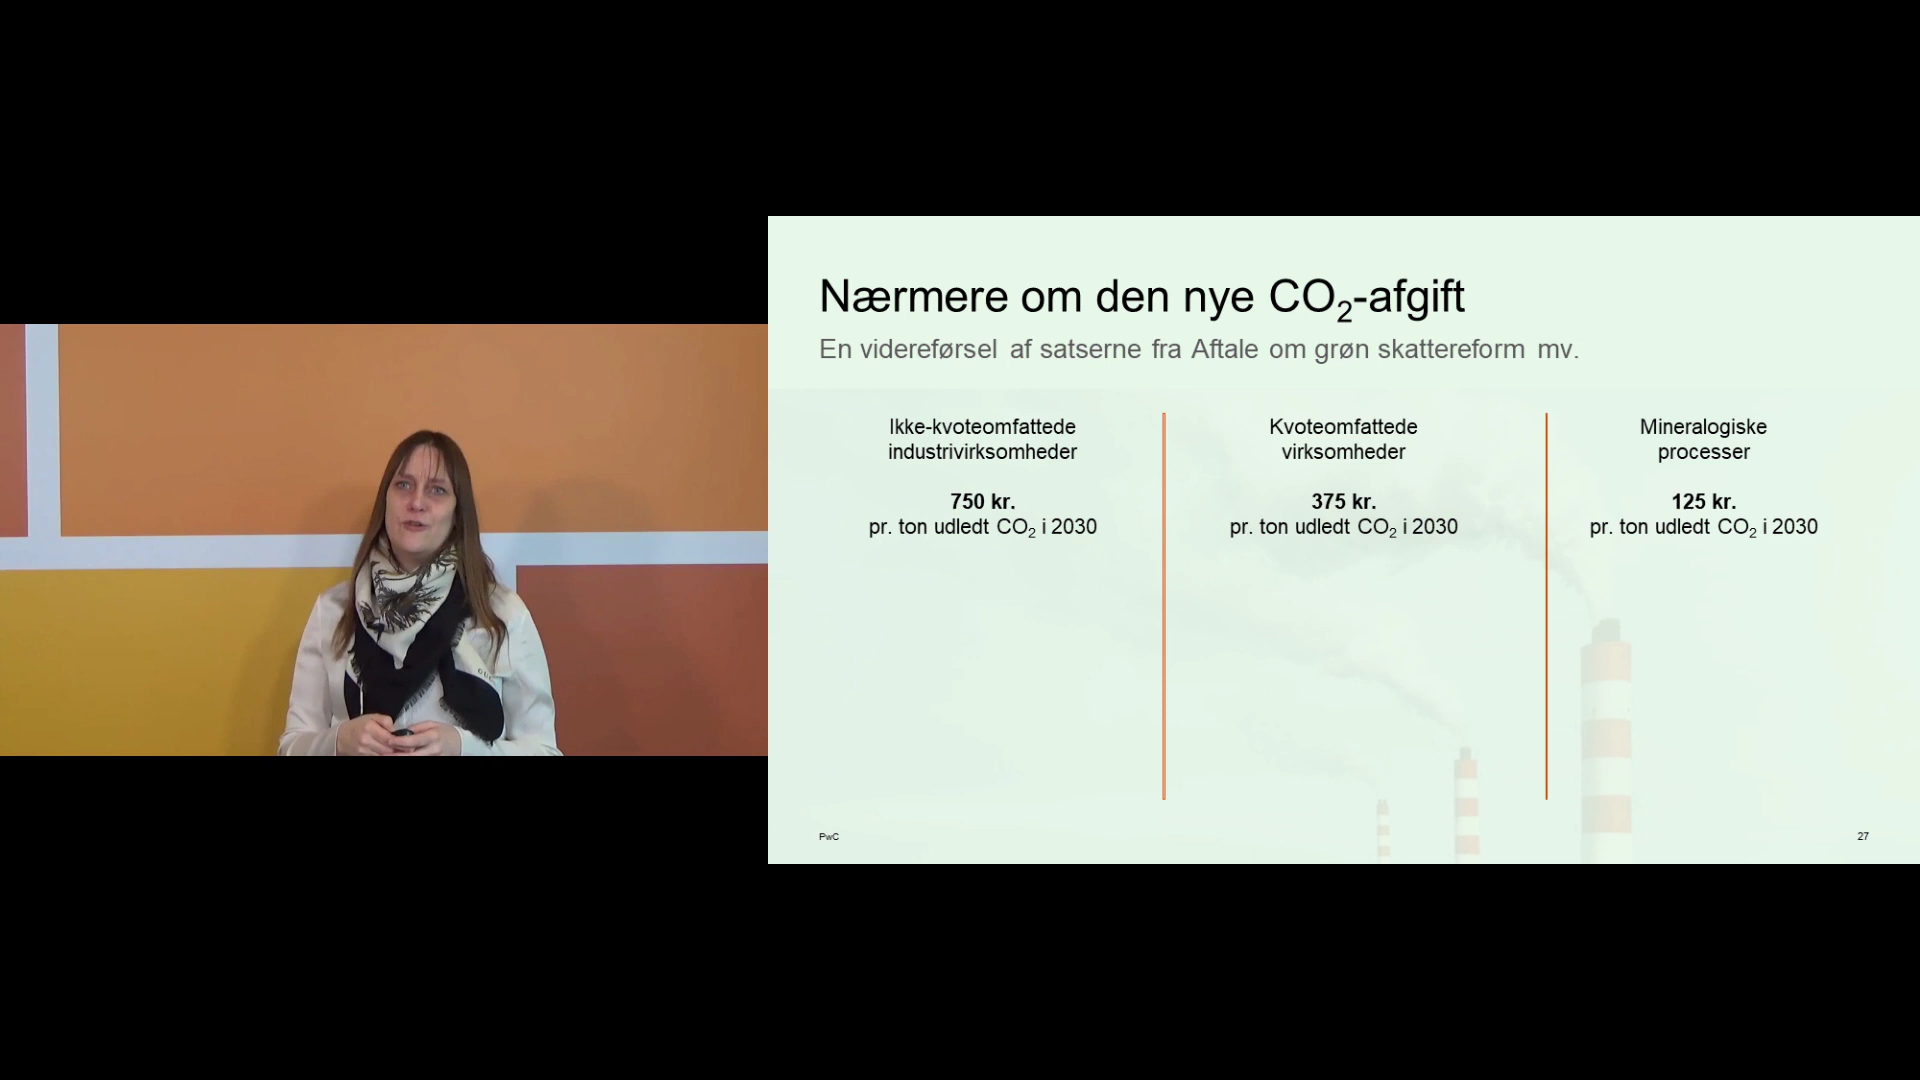 Nærmere om den nye CO₂-afgift
En videreførsel af satserne fra Aftale om grøn skattereform mv.
Ikke-kvoteomfattede
industrivirksomheder
750 kr.
pr. ton udledt CO₂ i 2030
Kvoteomfattede
virksomheder
375 kr.
pr. ton udledt CO₂ i 2030
Mineralogiske
processer
125 kr.
pr. ton udledt CO₂ i 2030
PwC
27